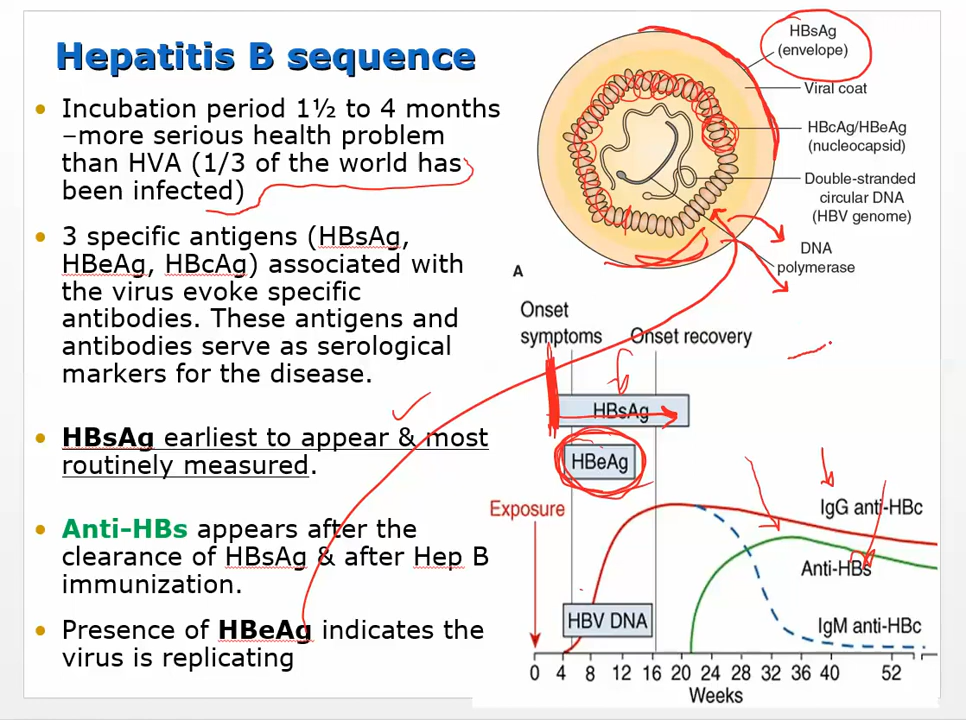 Hepatitis B sequence
• Incubation period 1½ to 4 months
–more serious health problem
than HVA (1/3 of the world has
been infected)
• 3 specific antigens (HBsAg,
HBeAg, HBcAg) associated with
the virus evoke specific
antibodies. These antigens and
antibodies serve as serological
markers for the disease.
• HBsAg earliest to appear & most
routinely measured.
• Anti-HBs appears after the
clearance of HBsAg & after Hep B
immunization.
• Presence of HBeAg indicates the
virus is replicating
HBsAg
(envelope)
Viral coat
HBcAg/HBeAg
(nucleocapsid)
Double-stranded
circular DNA
(HBV genome)
DNA
polymerase
A
Onset
symptoms
Onset recovery
HBsAg
HBeAg
Exposure
IgG anti-HBc
Anti-HBs
HBV DNA
IgM anti-HBc
0 4 8 12 16 20 24 28 32 36 40 52
Weeks